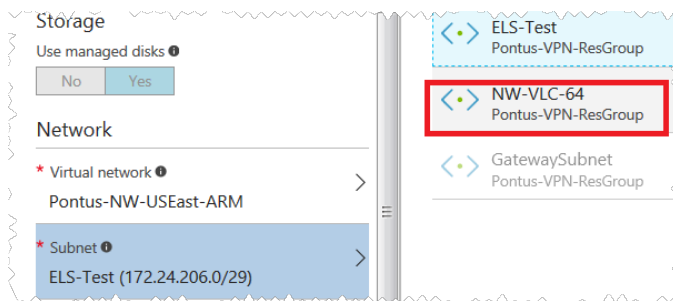 Storage
Use managed disks
No Yes
Network
* Virtual network
Pontus-NW-USEast-ARM
* Subnet
ELS-Test (172.24.206.0/29)
ELS-Test
Pontus-VPN-ResGroup
NW-VLC-64
Pontus-VPN-ResGroup
GatewaySubnet
Pontus-VPN-ResGroup